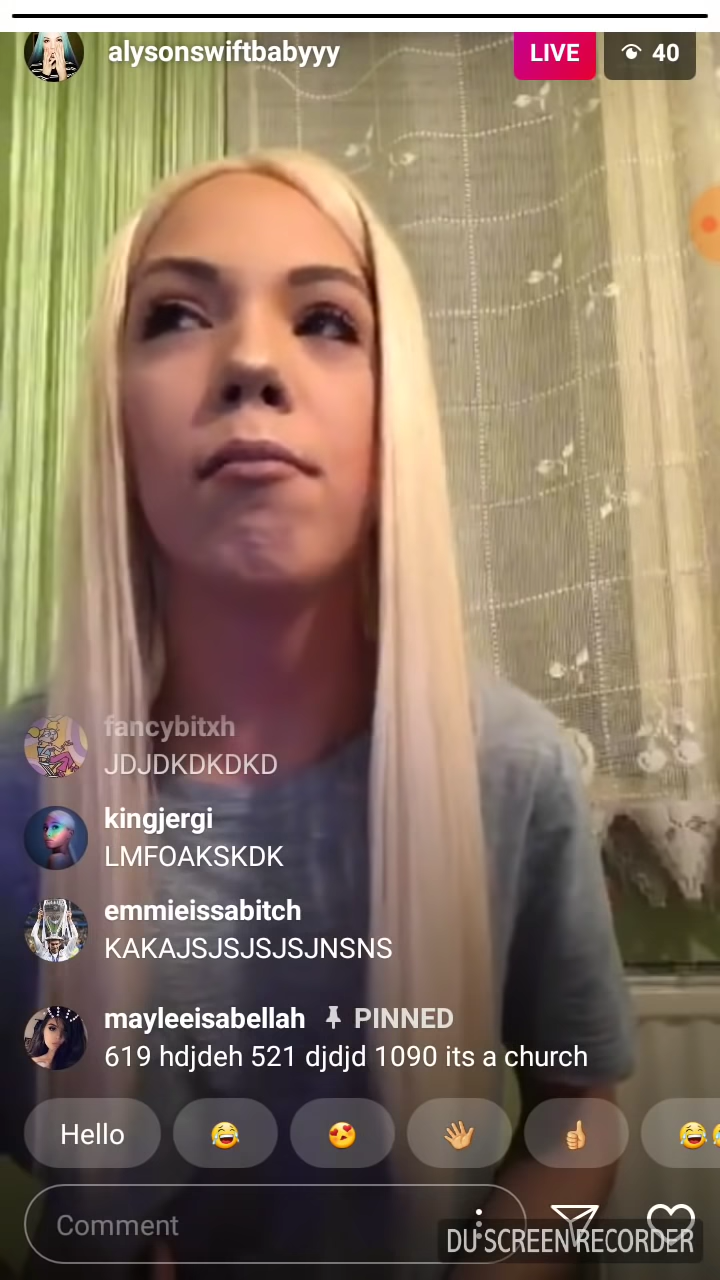 alysonswiftbabyyy LIVE 40
fancybitxh
JDJDKDKDKD
kingjergi
LMFOAKSKDK
emmieissabitch
KAKAJSJSJSJSJNSNS
mayleeisabellah PINNED
619 hdjdeh 521 djdjd 1090 its a church
Hello
Comment
DU SCREEN RECORDER